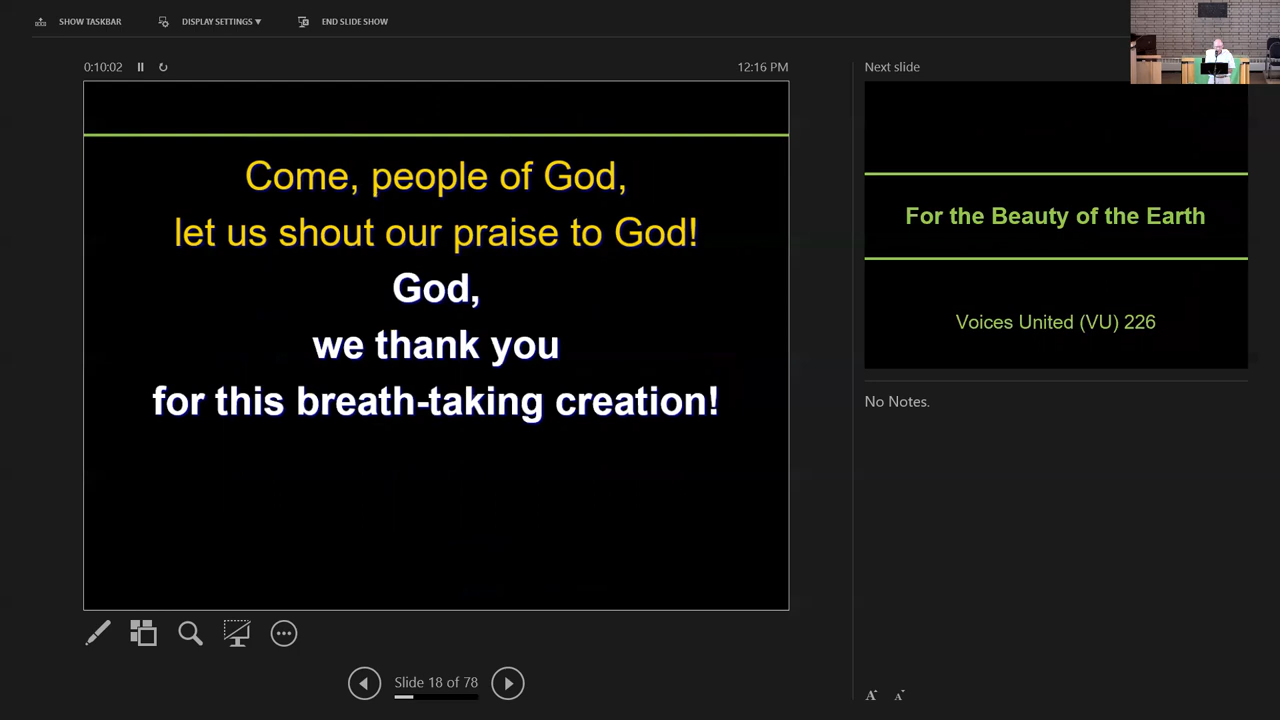 SHOW TASKBAR
DISPLAY SETTINGS ▼
END SLIDE SHOW
0:10:02
12:16 PM
Come, people of God,
let us shout our praise to God!
God,
we thank you
for this breath-taking creation!
Slide 18 of 78
Next slide
For the Beauty of the Earth
Voices United (VU) 226
No Notes.
A A